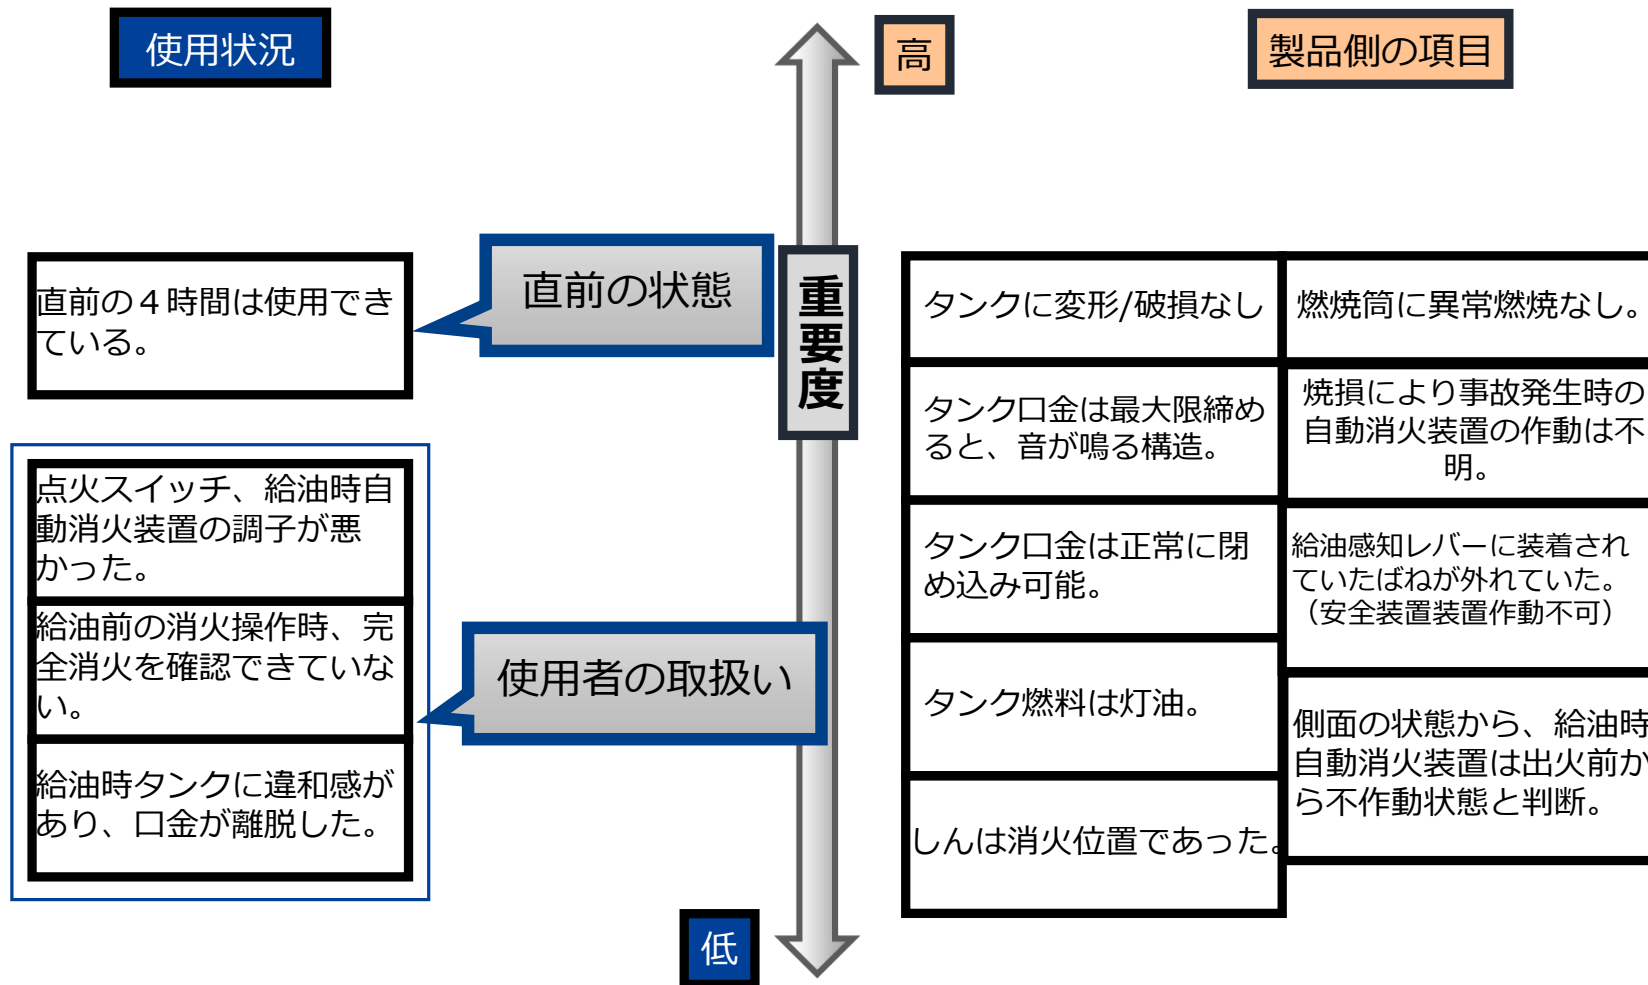 使用状況
高
製品側の項目
直前の４時間は使用でき
ている。
直前の状態
重要度
点火スイッチ、給油時自
動消火装置の調子が悪
かった。
給油前の消火操作時、完
全消火を確認できていな
い。
給油時タンクに違和感が
あり、口金が離脱した。
使用者の取扱い
低
タンクに変形/破損なし
タンク口金は最大限締め
ると、音が鳴る構造。
タンク口金は正常に閉
め込み可能。
タンク燃料は灯油。
しんは消火位置であった。
燃焼筒に異常燃焼なし。
焼損により事故発生時の
自動消火装置の作動は不
明。
給油感知レバーに装着され
ていたばねが外れていた。
（安全装置装置作動不可）
側面の状態から、給油時
自動消火装置は出火前か
ら不作動状態と判断。